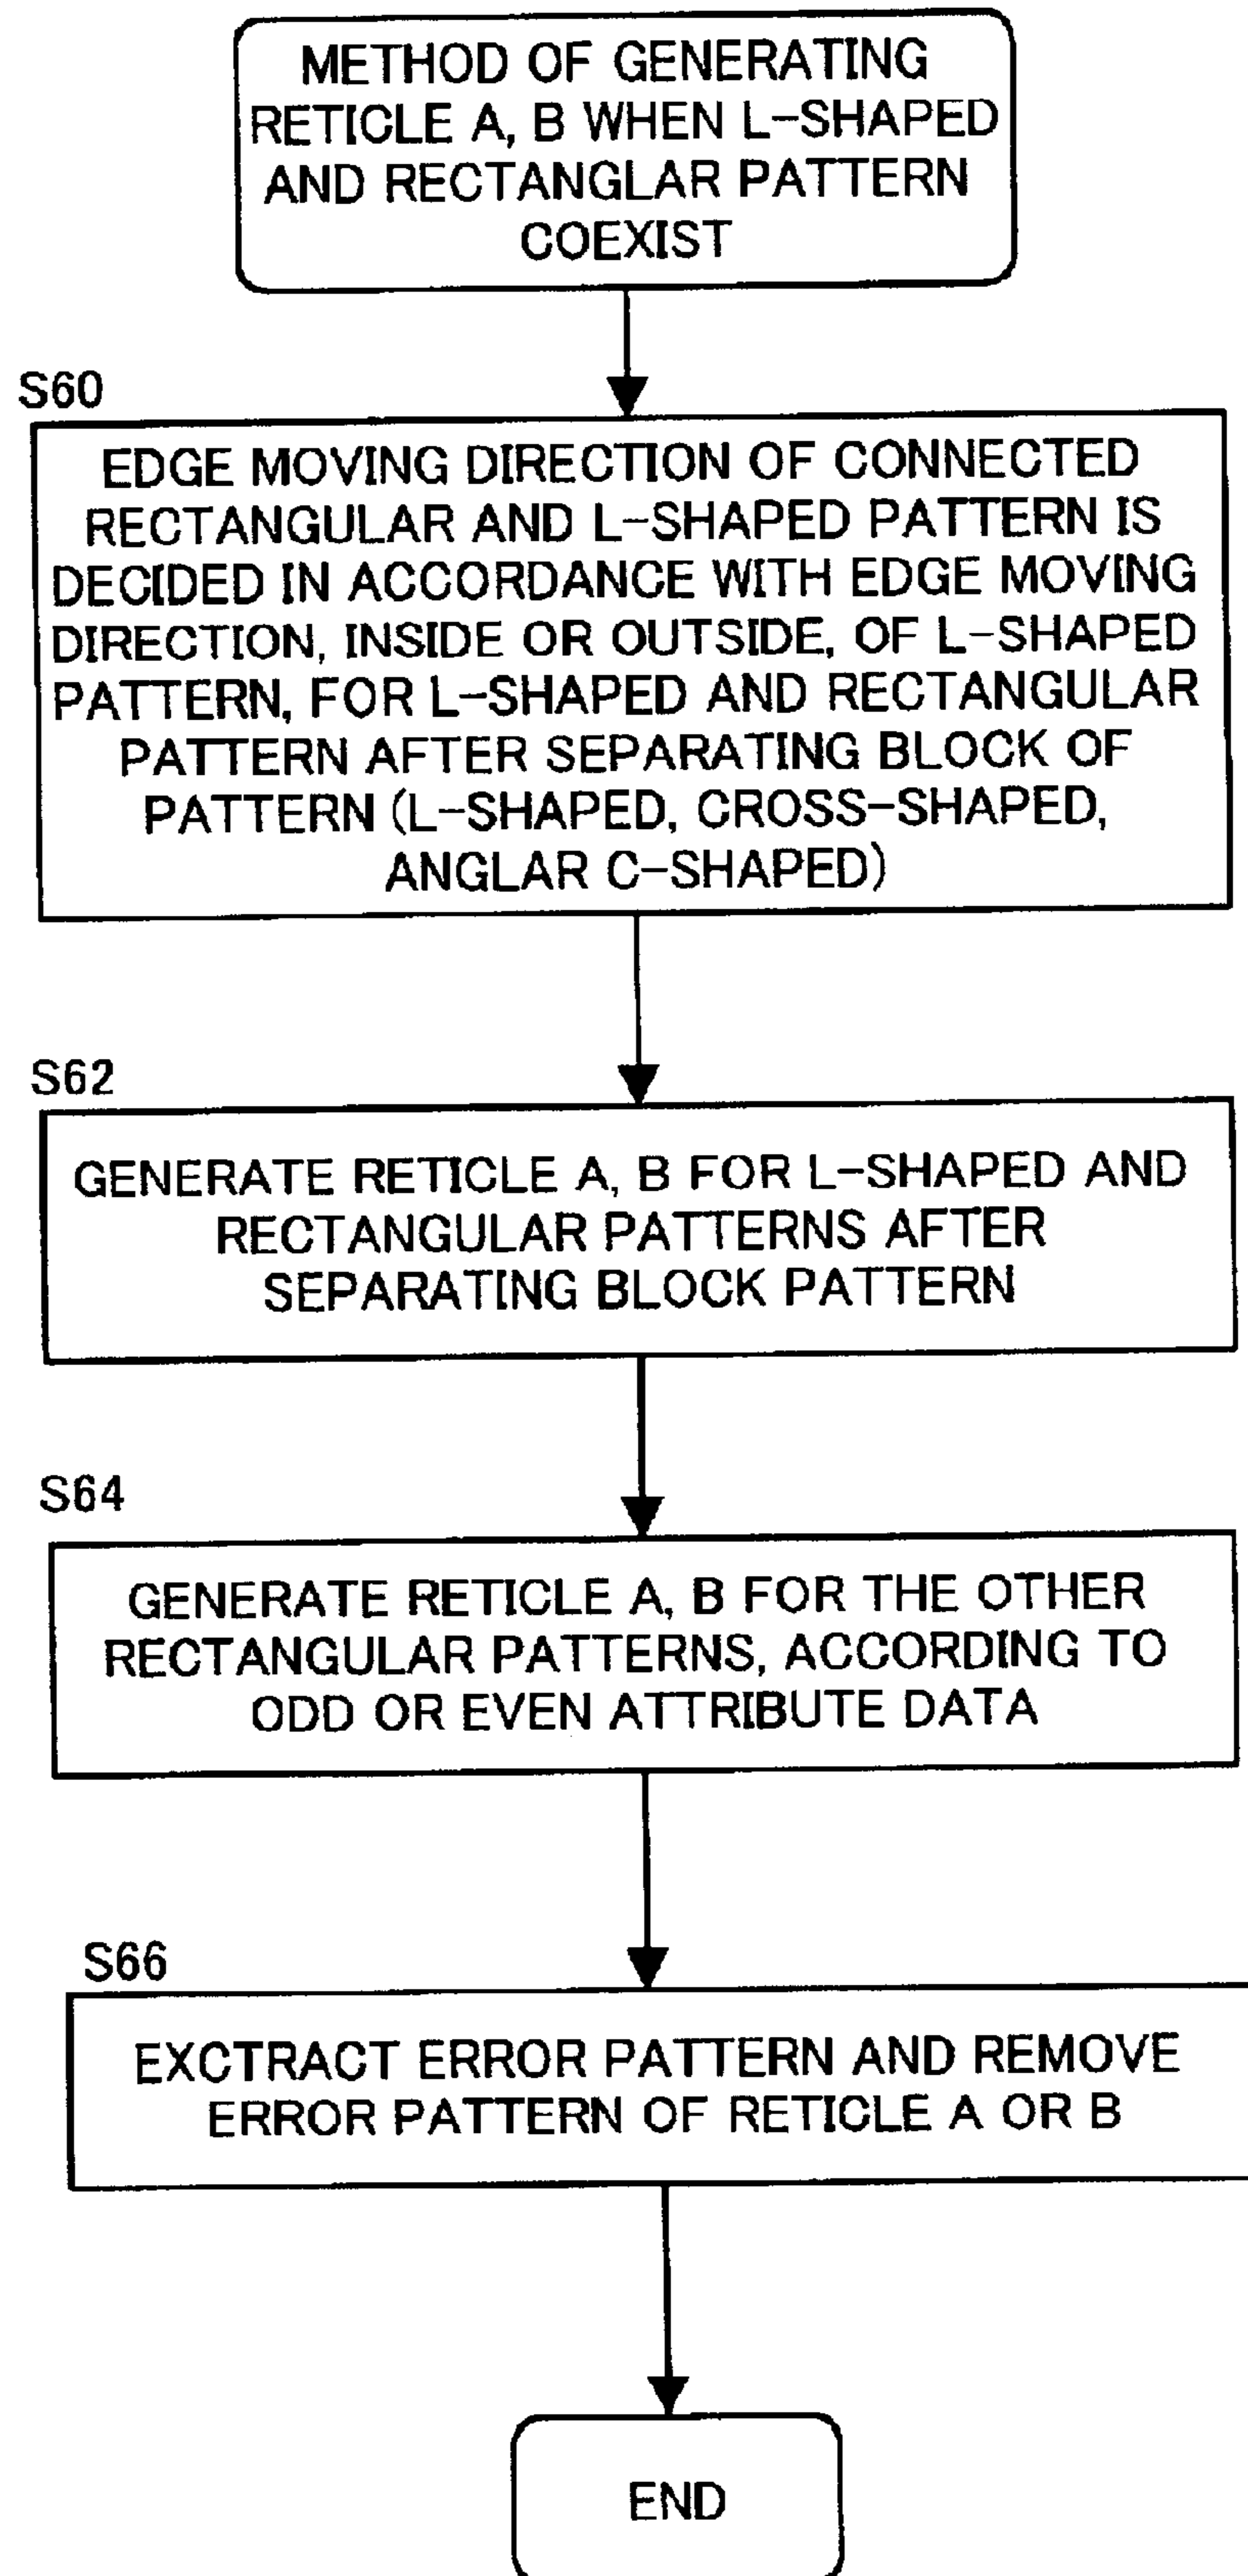 METHOD OF GENERATING
RETICLE A, B WHEN L-SHAPED
AND RECTANGLAR PATTERN
COEXIST
S60
EDGE MOVING DIRECTION OF CONNECTED
RECTANGULAR AND L-SHAPED PATTERN IS
DECIDED IN ACCORDANCE WITH EDGE MOVING
DIRECTION, INSIDE OR OUTSIDE, OF L-SHAPED
PATTERN, FOR L-SHAPED AND RECTANGULAR
PATTERN AFTER SEPARATING BLOCK OF
PATTERN (L-SHAPED, CROSS-SHAPED,
ANGLAR C-SHAPED)
S62
GENERATE RETICLE A, B FOR L-SHAPED AND
RECTANGULAR PATTERNS AFTER
SEPARATING BLOCK PATTERN
S64
GENERATE RETICLE A, B FOR THE OTHER
RECTANGULAR PATTERNS, ACCORDING TO
ODD OR EVEN ATTRIBUTE DATA
S66
EXCTRACT ERROR PATTERN AND REMOVE
ERROR PATTERN OF RETICLE A OR B
END